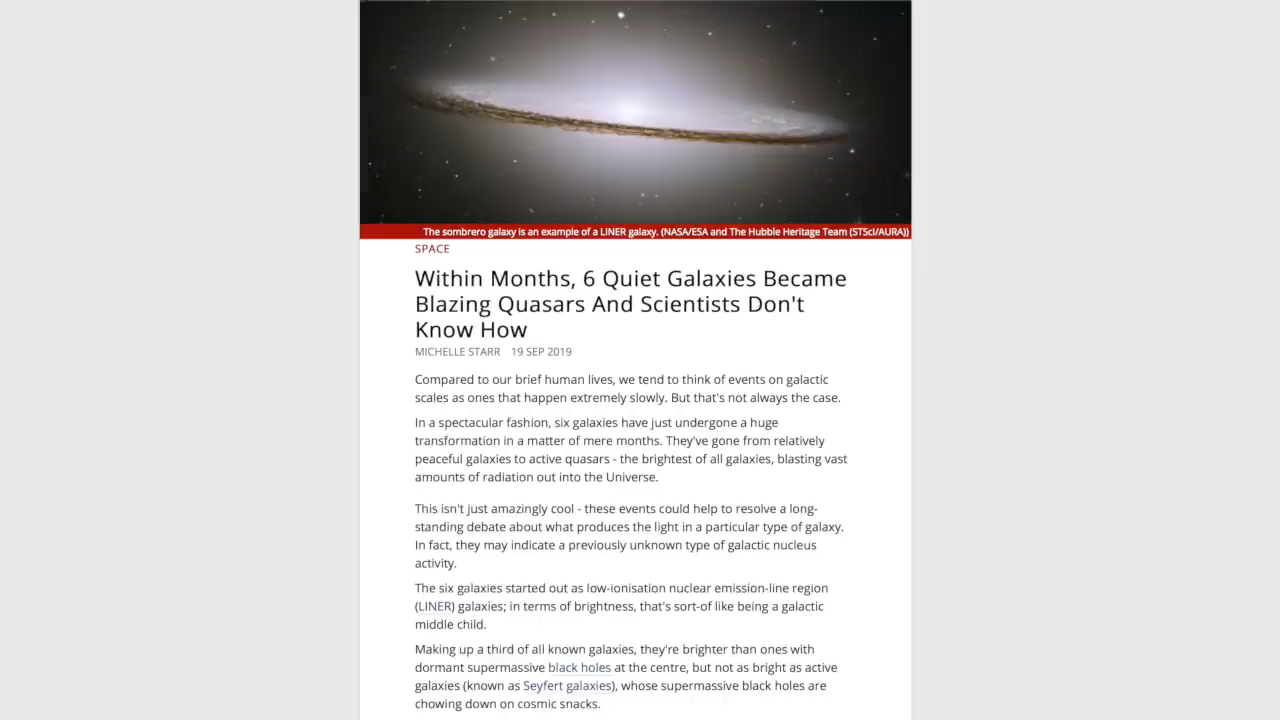 The sombrero galaxy is an example of a LINER galaxy. (NASA/ESA and The Hubble Heritage Team (STScI/AURA))
SPACE
Within Months, 6 Quiet Galaxies Became
Blazing Quasars And Scientists Don't
Know How
MICHELLE STARR 19 SEP 2019
Compared to our brief human lives, we tend to think of events on galactic
scales as ones that happen extremely slowly. But that's not always the case.
In a spectacular fashion, six galaxies have just undergone a huge
transformation in a matter of mere months. They've gone from relatively
peaceful galaxies to active quasars - the brightest of all galaxies, blasting vast
amounts of radiation out into the Universe.
This isn't just amazingly cool - these events could help to resolve a long-
standing debate about what produces the light in a particular type of galaxy.
In fact, they may indicate a previously unknown type of galactic nucleus
activity.
The six galaxies started out as low-ionisation nuclear emission-line region
(LINER) galaxies; in terms of brightness, that's sort-of like being a galactic
middle child.
Making up a third of all known galaxies, they're brighter than ones with
dormant supermassive black holes at the centre, but not as bright as active
galaxies (known as Seyfert galaxies), whose supermassive black holes are
chowing down on cosmic snacks.